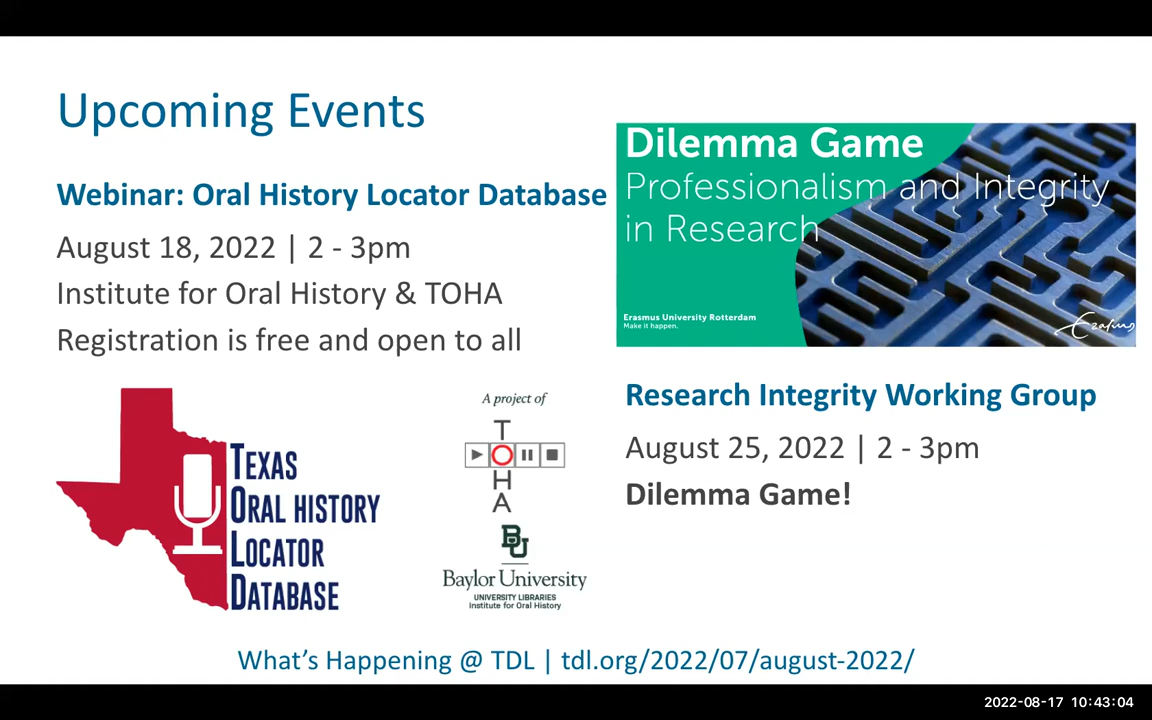 Upcoming Events
Webinar: Oral History Locator Database
August 18, 2022 | 2 - 3pm
Institute for Oral History & TOHA
Registration is free and open to all
TEXAS
ORAL HISTORY
LOCATOR
DATABASE
A project of
T
O
H
A
BU
Baylor University
UNIVERSITY LIBRARIES
Institute for Oral History
Dilemma Game
Professionalism and Integrity
in Research
Erasmus University Rotterdam
Make it happen.
Erasmus
Research Integrity Working Group
August 25, 2022 | 2 - 3pm
Dilemma Game!
What's Happening @ TDL | tdl.org/2022/07/august-2022/
2022-08-17 10:43:04